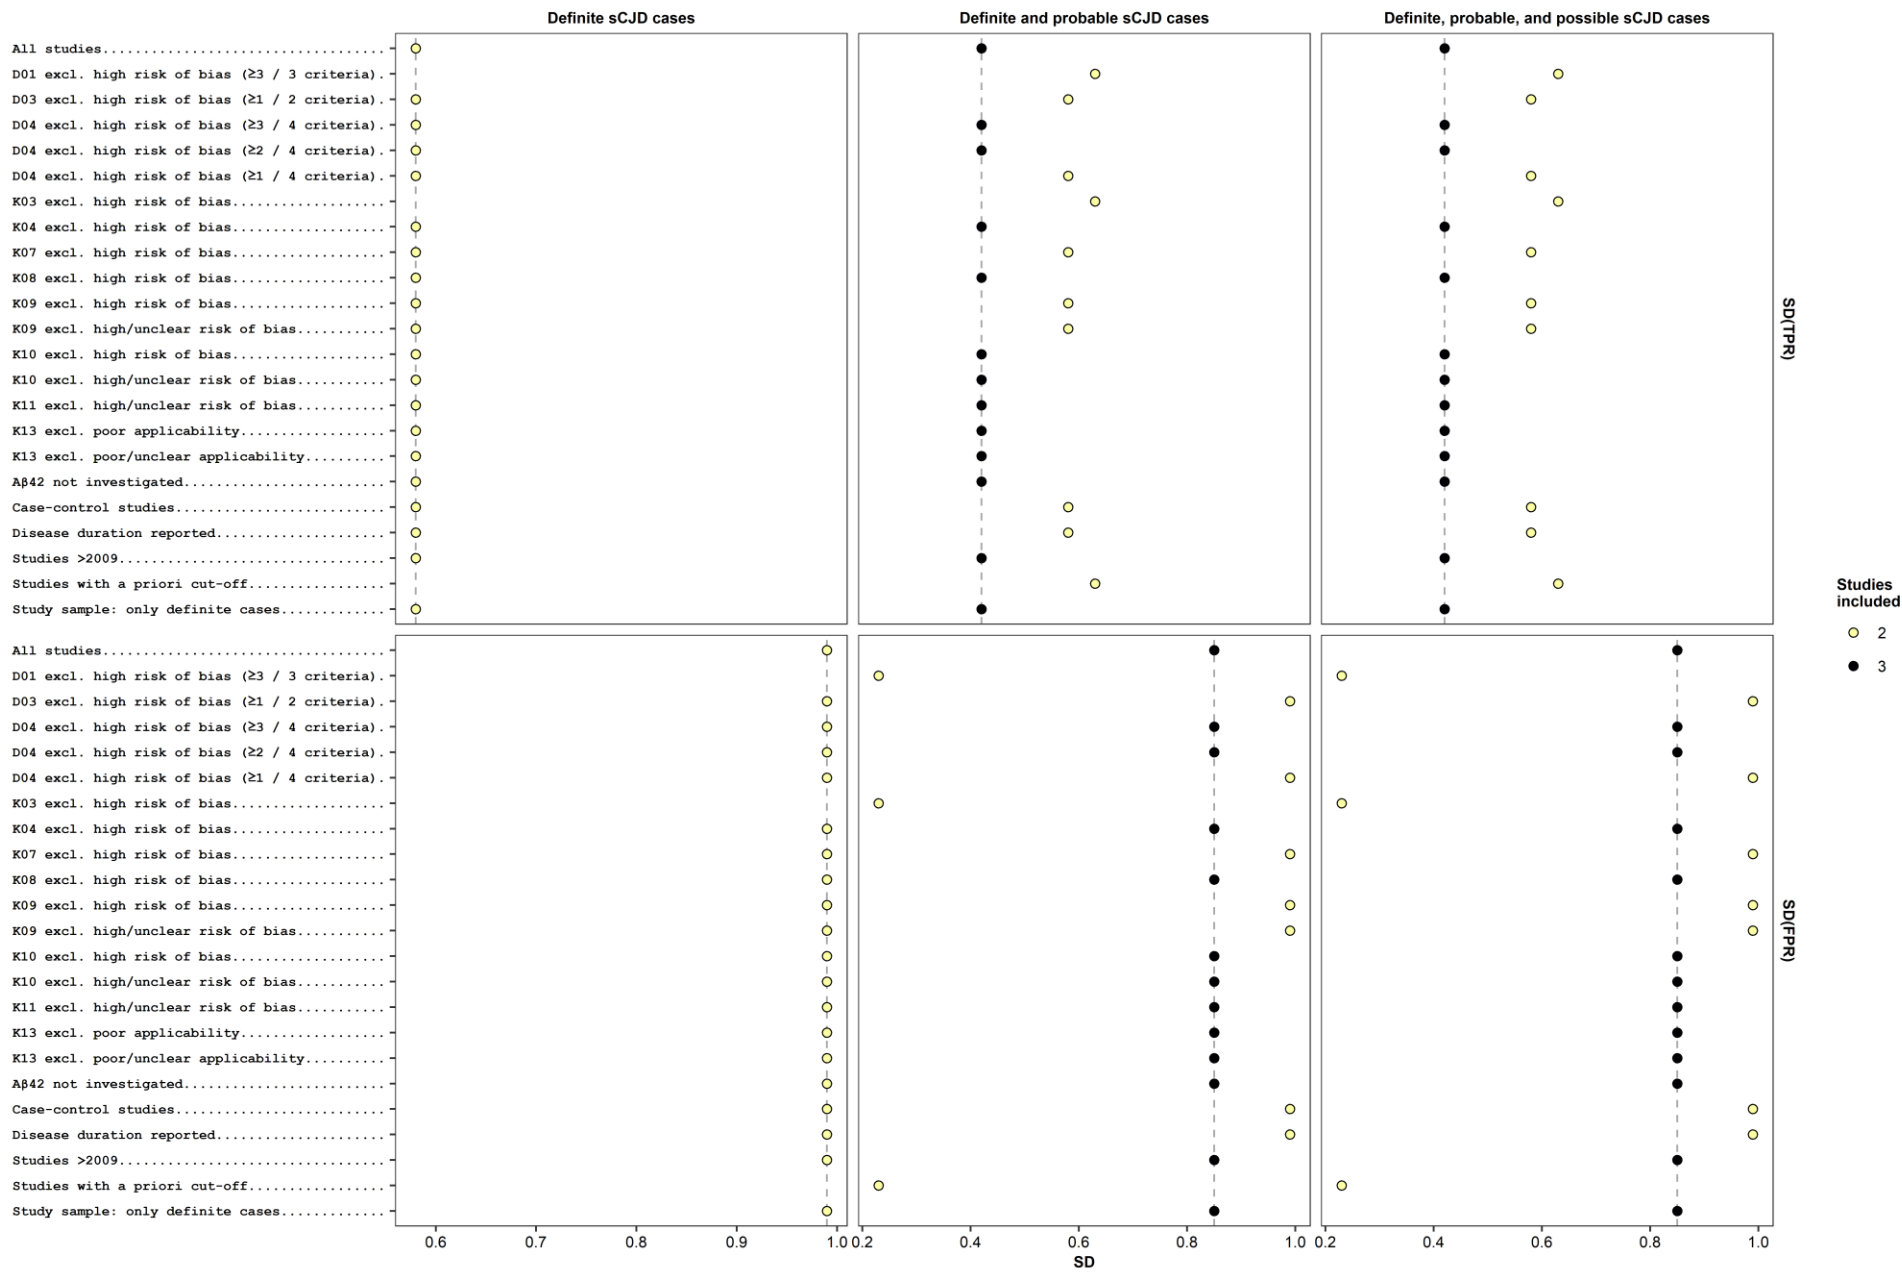 Definite sCJD cases
Definite and probable sCJD cases
Definite, probable, and possible sCJD cases
All studies...................................
D01 excl. high risk of bias (≥3 / 3 criteria).
D03 excl. high risk of bias (≥1 / 2 criteria).
D04 excl. high risk of bias (≥3 / 4 criteria).
D04 excl. high risk of bias (≥2 / 4 criteria).
D04 excl. high risk of bias (≥1 / 4 criteria).
K03 excl. high risk of bias...................
K04 excl. high risk of bias...................
K07 excl. high risk of bias...................
K08 excl. high risk of bias...................
K09 excl. high risk of bias...................
K09 excl. high/unclear risk of bias...........
K10 excl. high risk of bias...................
K10 excl. high/unclear risk of bias...........
K11 excl. high/unclear risk of bias...........
K13 excl. poor applicability..................
K13 excl. poor/unclear applicability..........
Aβ42 not investigated.........................
Case-control studies..........................
Disease duration reported.....................
Studies >2009.................................
Studies with a priori cut-off.................
Study sample: only definite cases.............
SD(TPR)
All studies...................................
D01 excl. high risk of bias (≥3 / 3 criteria).
D03 excl. high risk of bias (≥1 / 2 criteria).
D04 excl. high risk of bias (≥3 / 4 criteria).
D04 excl. high risk of bias (≥2 / 4 criteria).
D04 excl. high risk of bias (≥1 / 4 criteria).
K03 excl. high risk of bias...................
K04 excl. high risk of bias...................
K07 excl. high risk of bias...................
K08 excl. high risk of bias...................
K09 excl. high risk of bias...................
K09 excl. high/unclear risk of bias...........
K10 excl. high risk of bias...................
K10 excl. high/unclear risk of bias...........
K11 excl. high/unclear risk of bias...........
K13 excl. poor applicability..................
K13 excl. poor/unclear applicability..........
Aβ42 not investigated.........................
Case-control studies..........................
Disease duration reported.....................
Studies >2009.................................
Studies with a priori cut-off.................
Study sample: only definite cases.............
SD(FPR)
0.6 0.7 0.8 0.9 1.0
0.2 0.4 0.6 0.8 1.0
0.2 0.4 0.6 0.8 1.0
SD
Studies
included
2
3